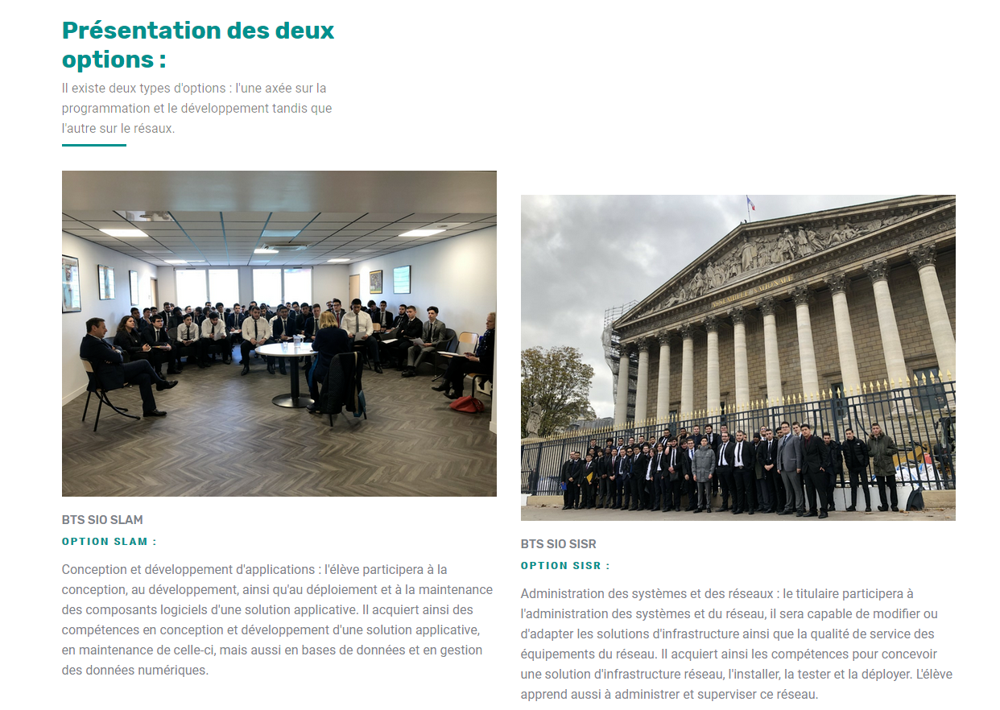 Présentation des deux
options :
Il existe deux types d'options : l'une axée sur la
programmation et le développement tandis que
l'autre sur le résaux.
BTS SIO SLAM
OPTION SLAM :
Conception et développement d'applications : l'élève participera à la
conception, au développement, ainsi qu'au déploiement et à la maintenance
des composants logiciels d'une solution applicative. Il acquiert ainsi des
compétences en conception et développement d'une solution applicative,
en maintenance de celle-ci, mais aussi en bases de données et en gestion
des données numériques.
ASSEMBLEE NATIONALE
BTS SIO SISR
OPTION SISR :
Administration des systèmes et des réseaux : le titulaire participera à
l'administration des systèmes et du réseau, il sera capable de modifier ou
d'adapter les solutions d'infrastructure ainsi que la qualité de service des
équipements du réseau. Il acquiert ainsi les compétences pour concevoir
une solution d'infrastructure réseau, l'installer, la tester et la déployer. L'élève
apprend aussi à administrer et superviser ce réseau.